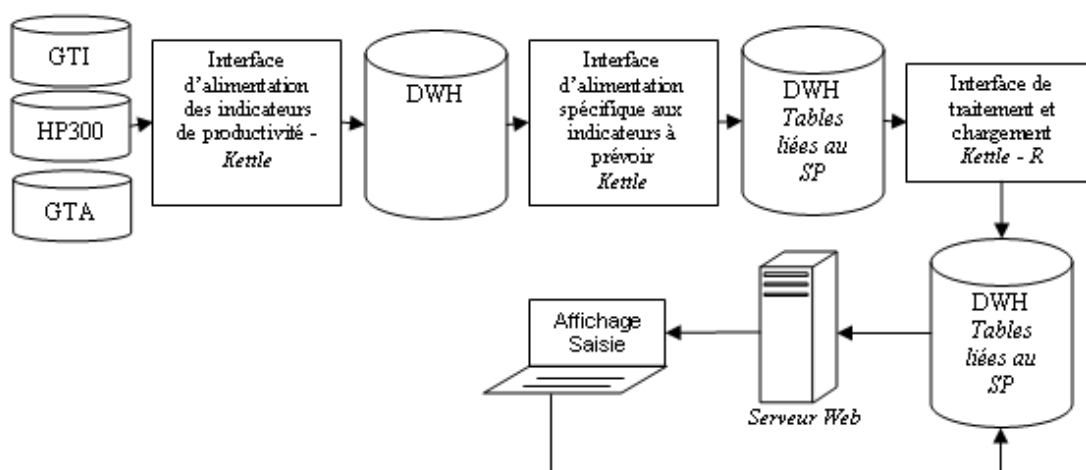 GTI
HP300
GTA
Interface
d'alimentation
des indicateurs
de productivité -
Kettle
DWH
Interface
d'alimentation
spécifique aux
indicateurs à
prévoir
Kettle
DWH
Tables
liées au
SP
Interface de
traitement et
chargement
Kettle - R
DWH
Tables
liées au
SP
Serveur Web
Affichage
Saisie